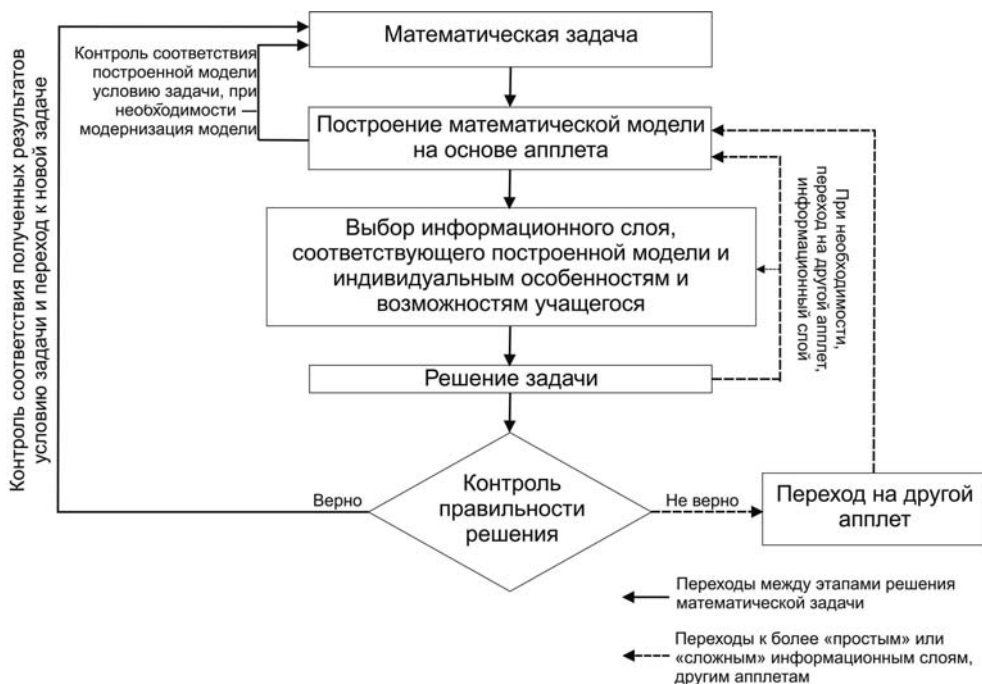 Контроль соответствия полученных результатов
условию задачи и переход к новой задаче
Математическая задача
Контроль соответствия
построенной модели
условию задачи, при
необходимости —
модернизация модели
Построение математической модели
на основе апплета
Выбор информационного слоя,
соответствующего построенной модели и
индивидуальным особенностям и
возможностям учащегося
При необходимости,
переход на другой апплет,
информационный слой
Решение задачи
Контроль
правильности
решения
Верно
Не верно
Переход на другой
апплет
Переходы между этапами решения
математической задачи
Переходы к более «простым» или
«сложным» информационным слоям,
другим апплетам